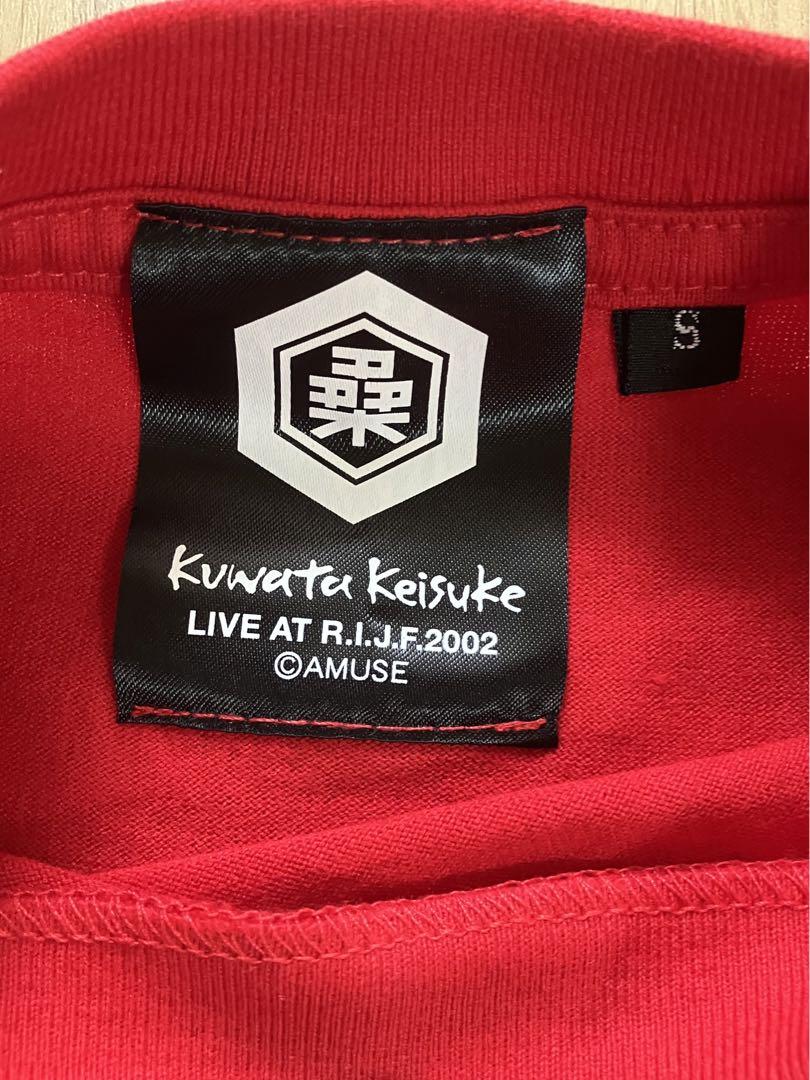 桑
Kuwata Keisuke
LIVE AT R.I.J.F.2002
©AMUSE
S